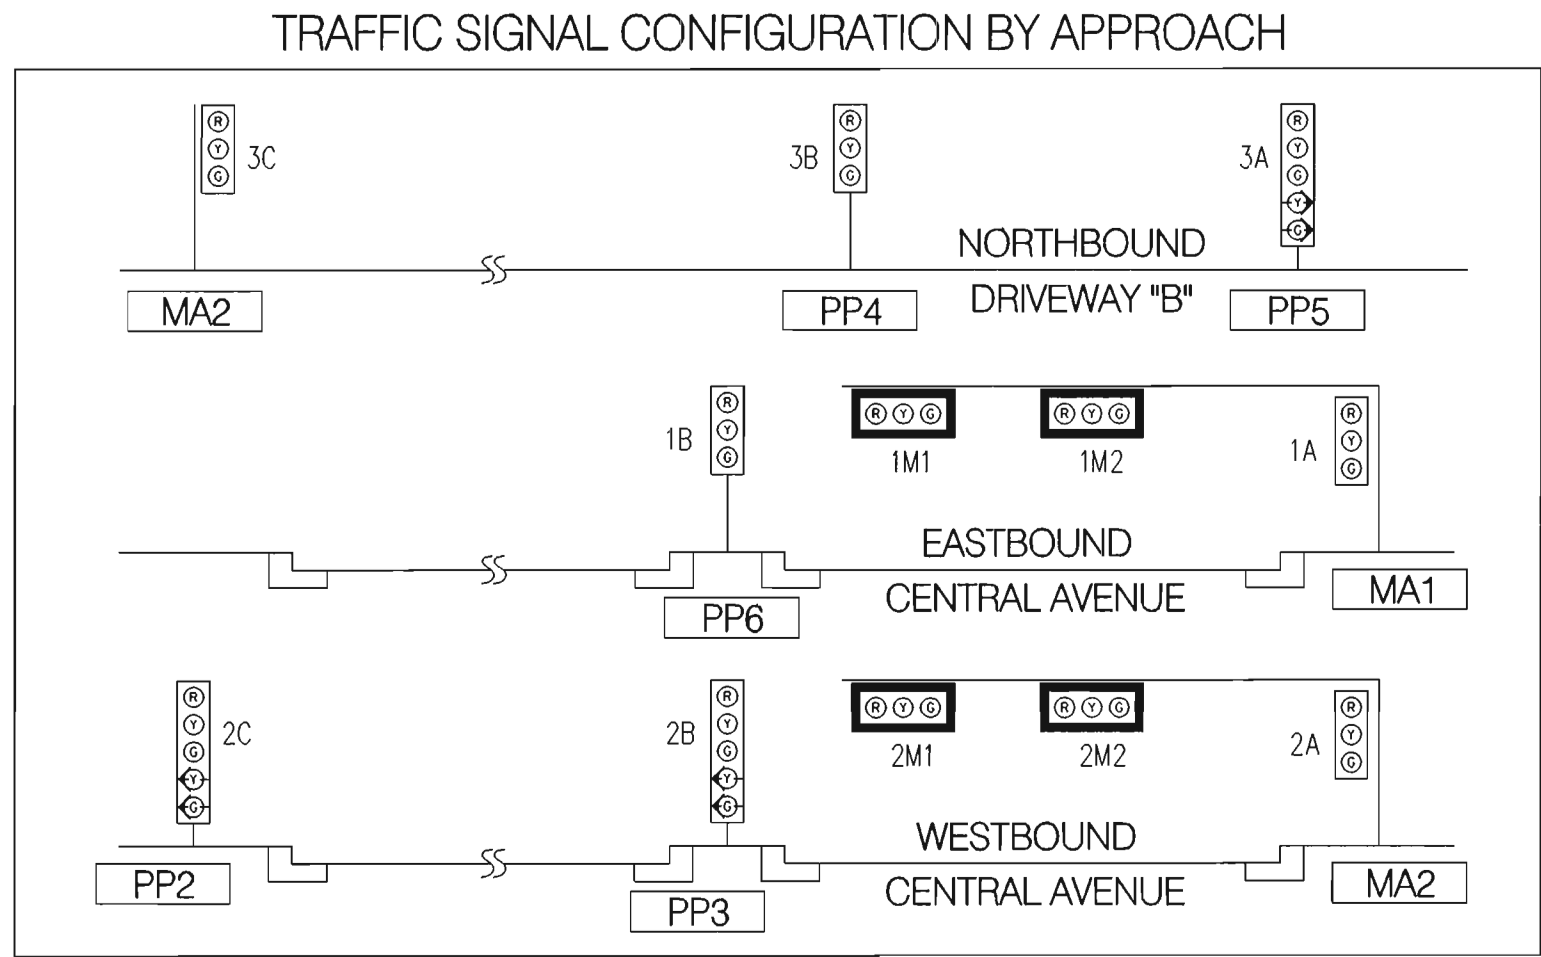 TRAFFIC SIGNAL CONFIGURATION BY APPROACH
R R R
Y Y Y
3C 3B 3A
G G G
Y
G
NORTHBOUND
MA2 PP4 DRIVEWAY "B" PP5
R
Y
G
1B
R Y G
1M1
R Y G
1M2
R
Y
G
1A
EASTBOUND
PP6 CENTRAL AVENUE MA1
R
Y
G
Y
G
2C
R
Y
G
Y
G
2B
R Y G
2M1
R Y G
2M2
R
Y
G
2A
WESTBOUND
PP2 PP3 CENTRAL AVENUE MA2